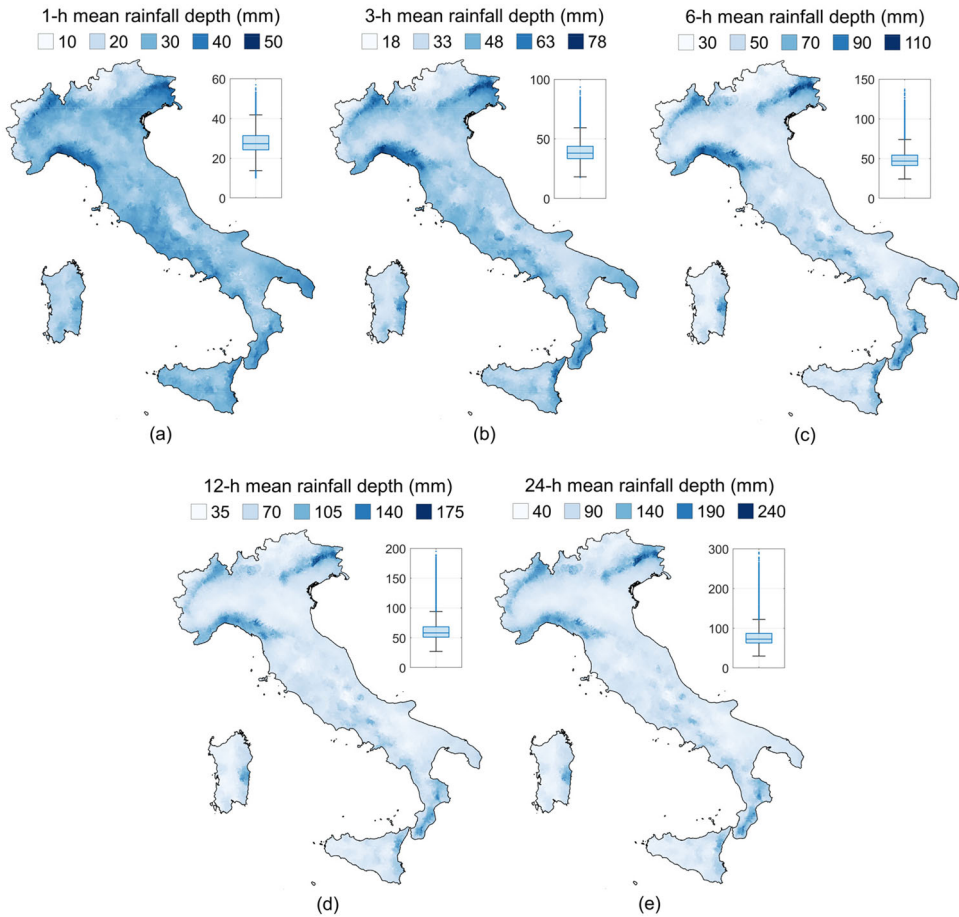 1-h mean rainfall depth (mm)
10 20 30 40 50
60
40
20
0
(a)
3-h mean rainfall depth (mm)
18 33 48 63 78
100
50
0
(b)
6-h mean rainfall depth (mm)
30 50 70 90 110
150
100
50
0
(c)
12-h mean rainfall depth (mm)
35 70 105 140 175
200
150
100
50
0
(d)
24-h mean rainfall depth (mm)
40 90 140 190 240
300
200
100
0
(e)